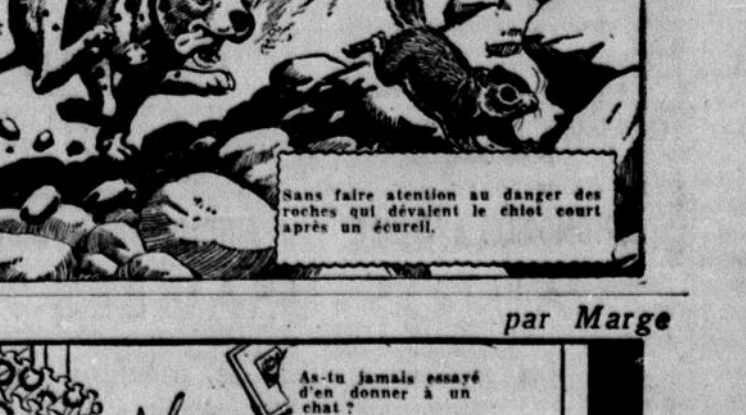 Sans faire atention au danger des
roches qui dévalent le chiot court
après un écureil.
par Marge
As-tu jamais essayé
d'en donner à un
chat ?